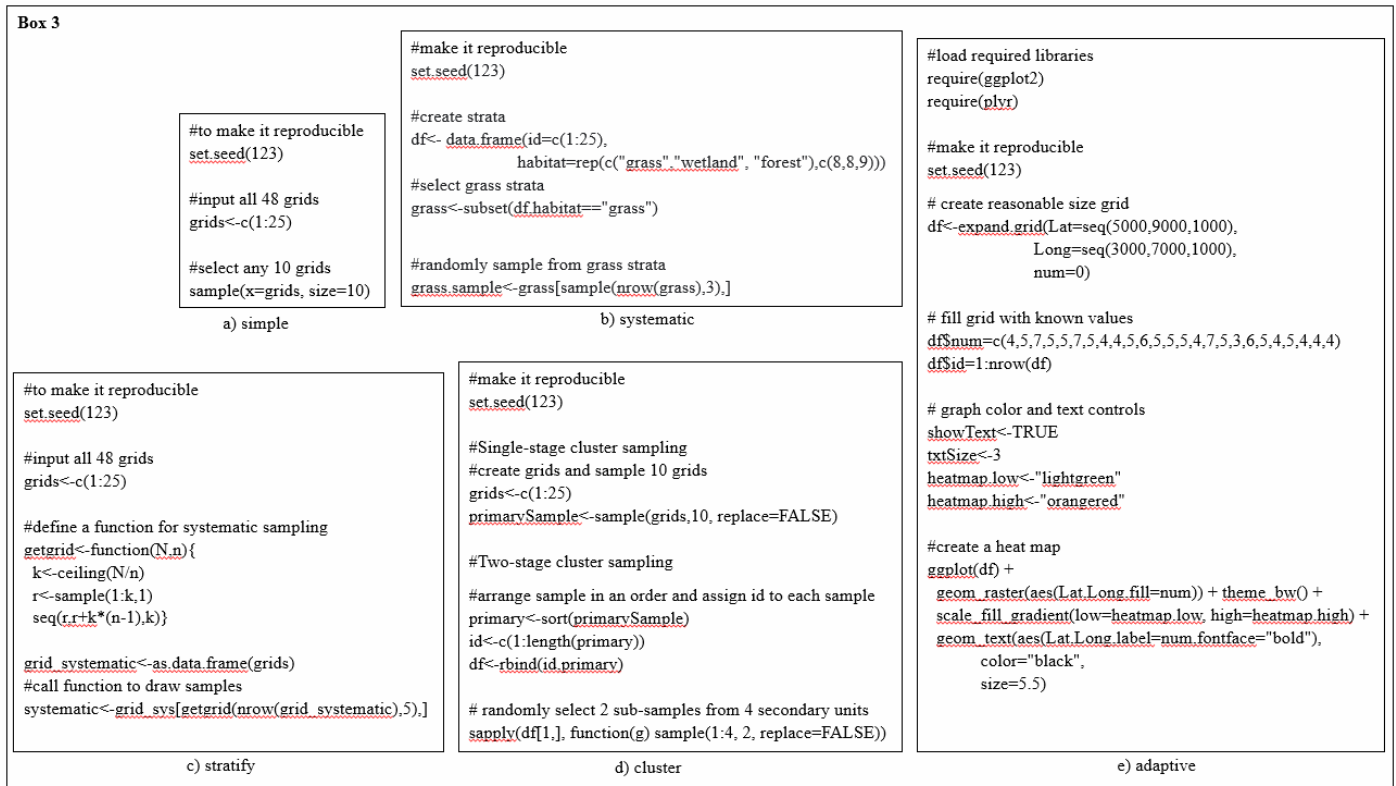 Box 3
#to make it reproducible
set.seed(123)
#input all 48 grids
grids<-c(1:25)
#select any 10 grids
sample(x=grids, size=10)
a) simple
#make it reproducible
set.seed(123)
#create strata
df<- data.frame(id=c(1:25),
habitat=rep(c("grass","wetland", "forest"),c(8,8,9)))
#select grass strata
grass<-subset(df,habitat=="grass")
#randomly sample from grass strata
grass.sample<-grass[sample(nrow(grass),3),]
b) systematic
#to make it reproducible
set.seed(123)
#input all 48 grids
grids<-c(1:25)
#define a function for systematic sampling
getgrid<-function(N,n){
k<-ceiling(N/n)
r<-sample(1:k,1)
seq(r,r+k*(n-1),k)}
grid_systematic<-as.data.frame(grids)
#call function to draw samples
systematic<-grid_sys[getgrid(nrow(grid_systematic),5),]
c) stratify
#make it reproducible
set.seed(123)
#Single-stage cluster sampling
#create grids and sample 10 grids
grids<-c(1:25)
primarySample<-sample(grids,10, replace=FALSE)
#Two-stage cluster sampling
#arrange sample in an order and assign id to each sample
primary<-sort(primarySample)
id<-c(1:length(primary))
df<-rbind(id,primary)
# randomly select 2 sub-samples from 4 secondary units
sapply(df[1,], function(g) sample(1:4, 2, replace=FALSE))
d) cluster
#load required libraries
require(ggplot2)
require(plyr)
#make it reproducible
set.seed(123)
# create reasonable size grid
df<-expand.grid(Lat=seq(5000,9000,1000),
Long=seq(3000,7000,1000),
num=0)
# fill grid with known values
df$num=c(4,5,7,5,5,7,5,4,4,5,6,5,5,5,4,7,5,3,6,5,4,5,4,4,4)
df$id=1:nrow(df)
# graph color and text controls
showText<-TRUE
txtSize<-3
heatmap.low<-"lightgreen"
heatmap.high<-"orangered"
#create a heat map
ggplot(df) +
geom_raster(aes(Lat,Long,fill=num)) + theme_bw() +
scale_fill_gradient(low=heatmap.low, high=heatmap.high) +
geom_text(aes(Lat,Long,label=num,fontface="bold"),
color="black",
size=5.5)
e) adaptive